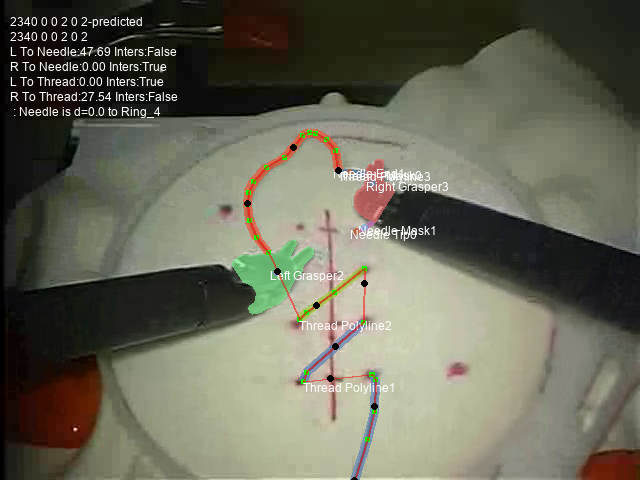 2340 0 0 2 0 2-predicted
2340 0 0 2 0 2
L To Needle:47.69 Inters:False
R To Needle:0.00 Inters:True
L To Thread:0.00 Inters:True
R To Thread:27.54 Inters:False
: Needle is d=0.0 to Ring_4
Thread Polyline3
Right Grasper3
Needle Mask1
Needle Tip0
Left Grasper2
Thread Polyline2
Thread Polyline1